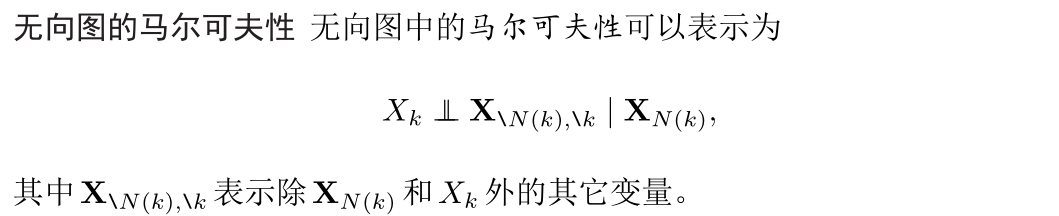 无向图的马尔可夫性 无向图中的马尔可夫性可以表示为
X_k ⫫ X_{\N(k),\k} | X_{N(k)},
其中 X_{\N(k),\k} 表示除 X_{N(k)} 和 X_k 外的其它变量。